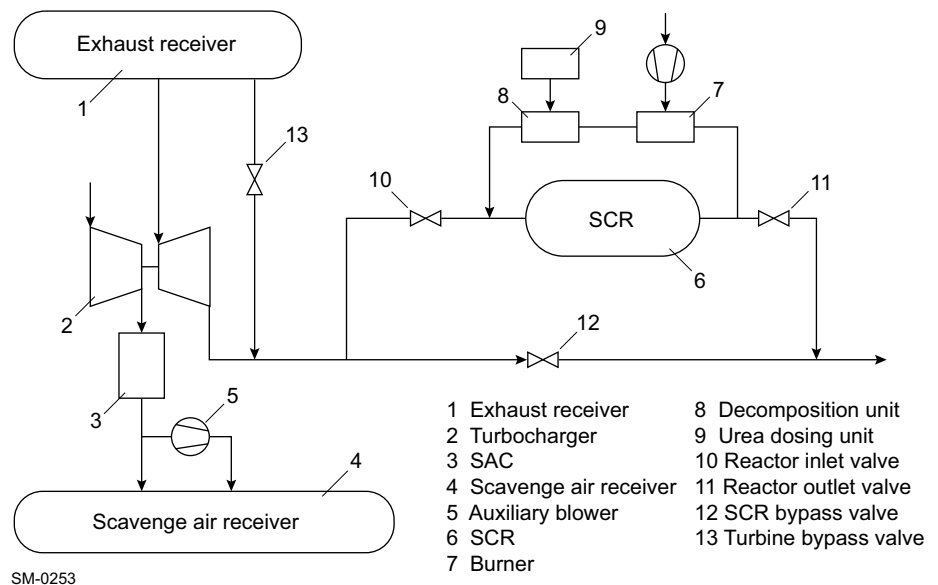 Exhaust receiver
1
9
8
7
13
10
11
SCR
6
2
12
3
5
4
Scavenge air receiver
1 Exhaust receiver
2 Turbocharger
3 SAC
4 Scavenge air receiver
5 Auxiliary blower
6 SCR
7 Burner
8 Decomposition unit
9 Urea dosing unit
10 Reactor inlet valve
11 Reactor outlet valve
12 SCR bypass valve
13 Turbine bypass valve
SM-0253